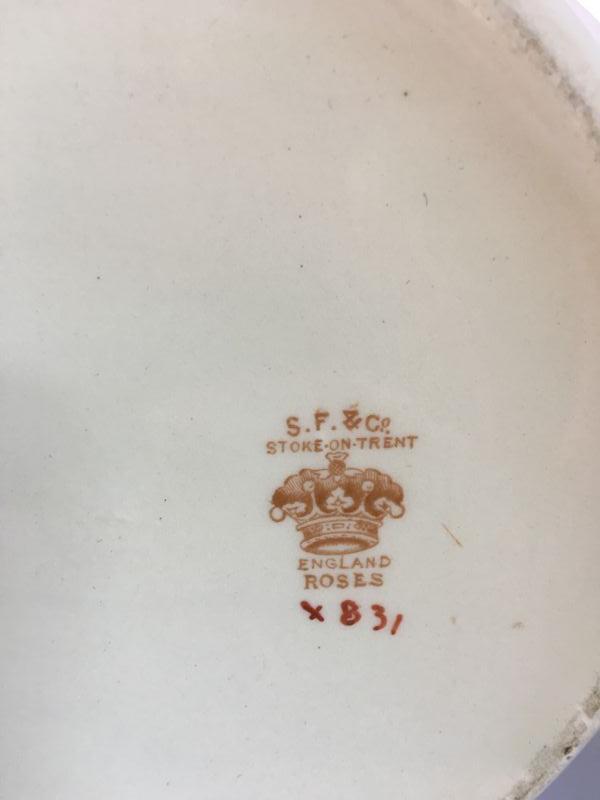 S. F. & Co.
STOKE-ON-TRENT
ENGLAND
ROSES
X 831